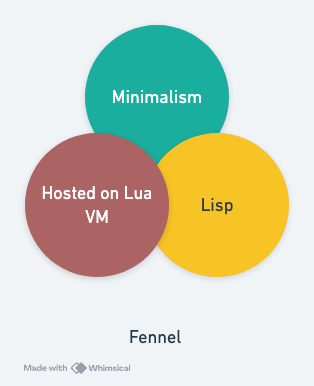 Minimalism
Hosted on Lua
VM
Lisp
Fennel
Made with Whimsical